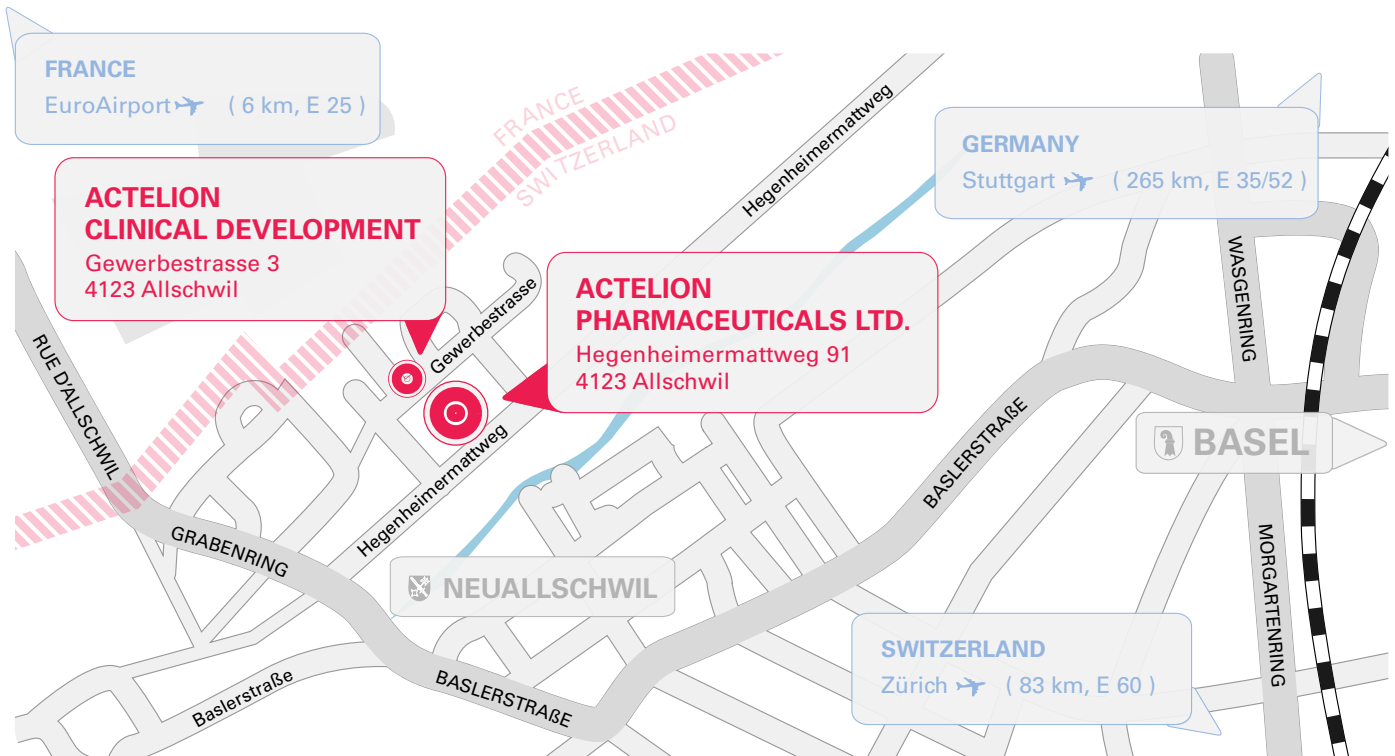 FRANCE
EuroAirport ( 6 km, E 25 )
FRANCE
SWITZERLAND
Hegenheimermattweg
GERMANY
Stuttgart ( 265 km, E 35/52 )
ACTELION
CLINICAL DEVELOPMENT
Gewerbestrasse 3
4123 Allschwil
ACTELION
PHARMACEUTICALS LTD.
Hegenheimermattweg 91
4123 Allschwil
Gewerbestrasse
WASGENRING
RUE D'ALLSCHWIL
BASLERSTRAßE
BASEL
Hegenheimermattweg
GRABENRING
NEUALLSCHWIL
MORGARTENRING
SWITZERLAND
Zürich ( 83 km, E 60 )
Baslerstraße
BASLERSTRAßE